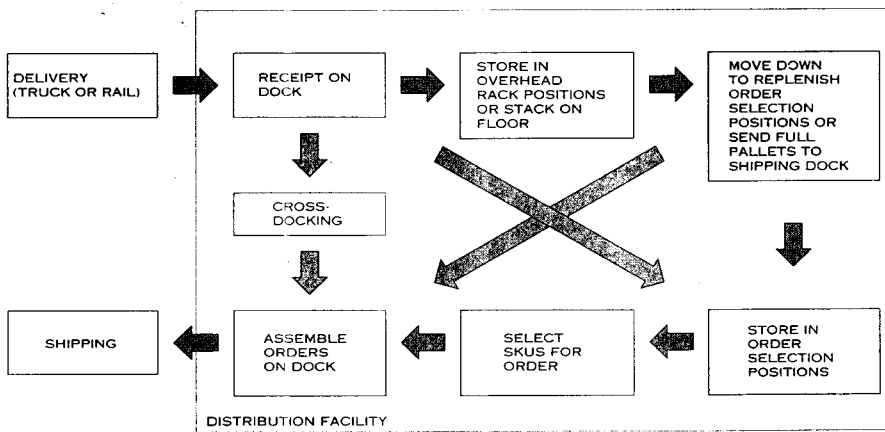 DELIVERY
(TRUCK OR RAIL)
RECEIPT ON
DOCK
STORE IN
OVERHEAD
RACK POSITIONS
OR STACK ON
FLOOR
MOVE DOWN
TO REPLENISH
ORDER
SELECTION
POSITIONS OR
SEND FULL
PALLETS TO
SHIPPING DOCK
CROSS-
DOCKING
SHIPPING
ASSEMBLE
ORDERS
ON DOCK
SELECT
SKUS FOR
ORDER
STORE IN
ORDER
SELECTION
POSITIONS
DISTRIBUTION FACILITY